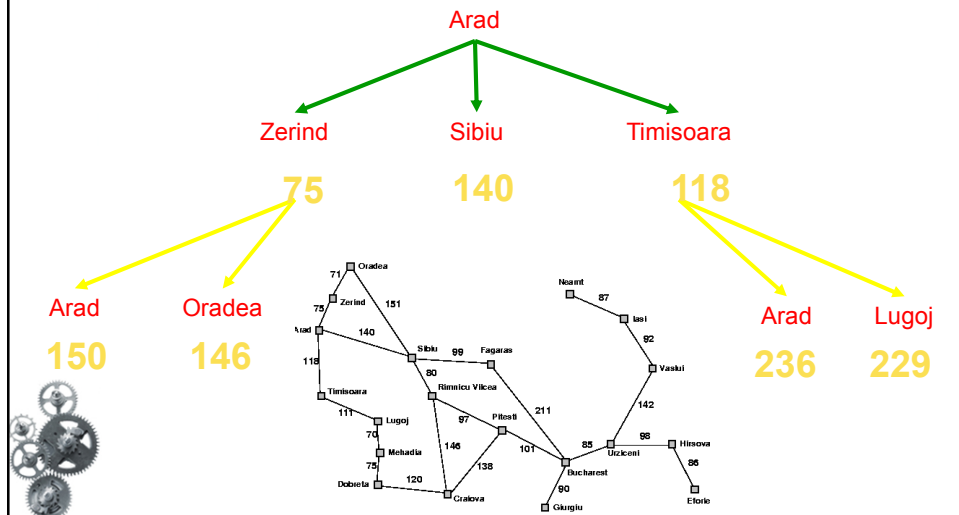 Arad
Zerind Sibiu Timisoara
75 140 118
Arad Oradea Arad Lugoj
150 146 236 229
Oradea
Neamt
71
87
Zerind
151
Iasi
75
Arad
140
92
Sibiu
99
Fagaras
118
Vaslui
80
Timisoara
Rimnicu Vilcea
142
111
211
Lugoj
97
Pitesti
70
98
Hirsova
146
85
Mehadia
101
Urziceni
138
86
75
Bucharest
120
90
Dobreta
Craiova
Eforie
Giurgiu